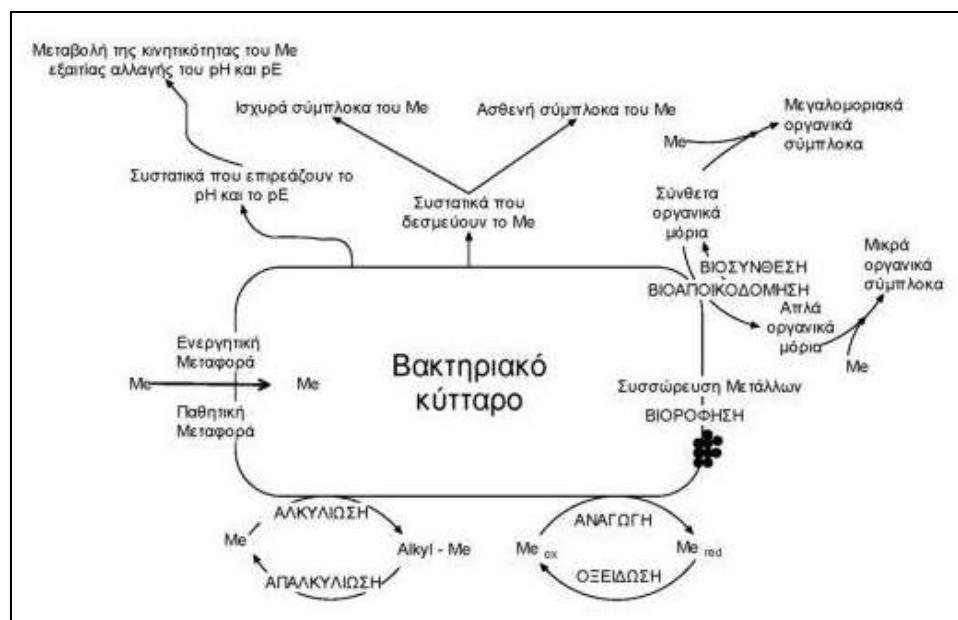 Μεταβολή της κινητικότητας του Me
εξαιτίας αλλαγής του pH και pE
Ισχυρά σύμπλοκα του Me
Ασθενή σύμπλοκα του Me
Μεγαλομοριακά
οργανικά
σύμπλοκα
Me
Συστατικά που επιρεάζουν το
pH και το pE
Συστατικά που
δεσμεύουν το Me
Σύνθετα
οργανικά
μόρια
Μικρά
οργανικά
σύμπλοκα
ΒΙΟΣΥΝΘΕΣΗ
ΒΙΟΑΠΟΙΚΟΔΟΜΗΣΗ
Απλά
οργανικά
μόρια
Me
Ενεργητική
Μεταφορά
Me
Me
Παθητική
Μεταφορά
Βακτηριακό
κύτταρο
Συσσώρευση Μετάλλων
ΒΙΟΡΟΦΗΣΗ
ΑΛΚΥΛΙΩΣΗ
Me
Alkyl - Me
ΑΠΑΛΚΥΛΙΩΣΗ
ΑΝΑΓΩΓΗ
Me ox
Me red
ΟΞΕΙΔΩΣΗ